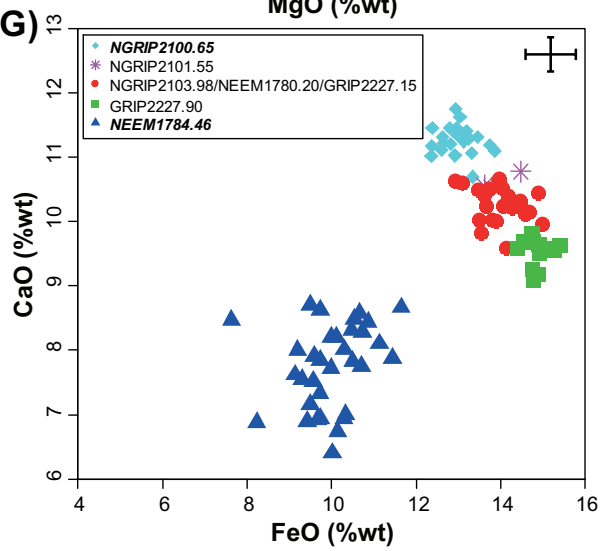 MgO (%wt)
G)
NGRIP2100.65
NGRIP2101.55
NGRIP2103.98/NEEM1780.20/GRIP2227.15
GRIP2227.90
NEEM1784.46
13
12
11
10
9
8
7
6
CaO (%wt)
4 6 8 10 12 14 16
FeO (%wt)